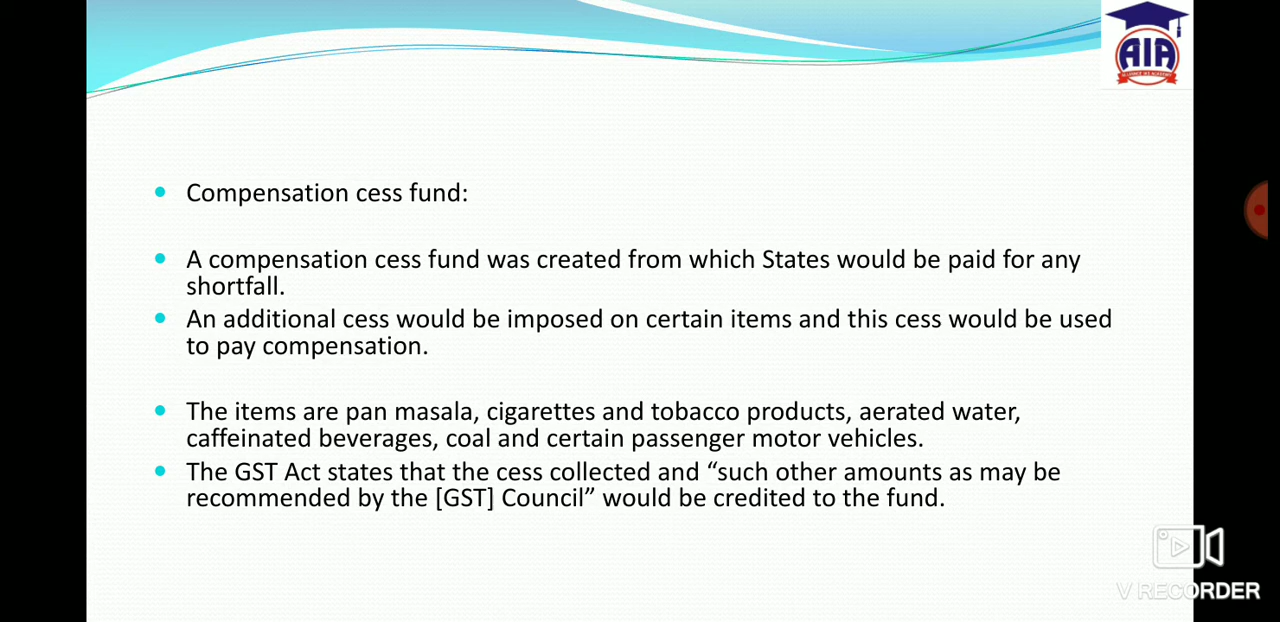 AIA
Compensation cess fund:
A compensation cess fund was created from which States would be paid for any
shortfall.
An additional cess would be imposed on certain items and this cess would be used
to pay compensation.
The items are pan masala, cigarettes and tobacco products, aerated water,
caffeinated beverages, coal and certain passenger motor vehicles.
The GST Act states that the cess collected and “such other amounts as may be
recommended by the [GST] Council” would be credited to the fund.
V RECORDER